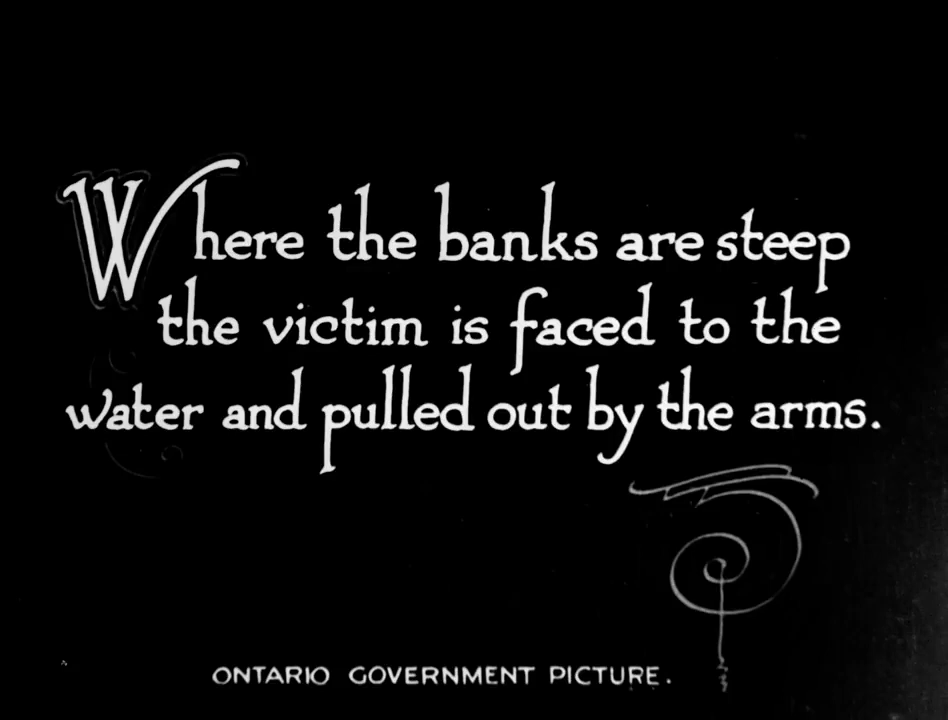 Where the banks are steep
the victim is faced to the
water and pulled out by the arms.
ONTARIO GOVERNMENT PICTURE.